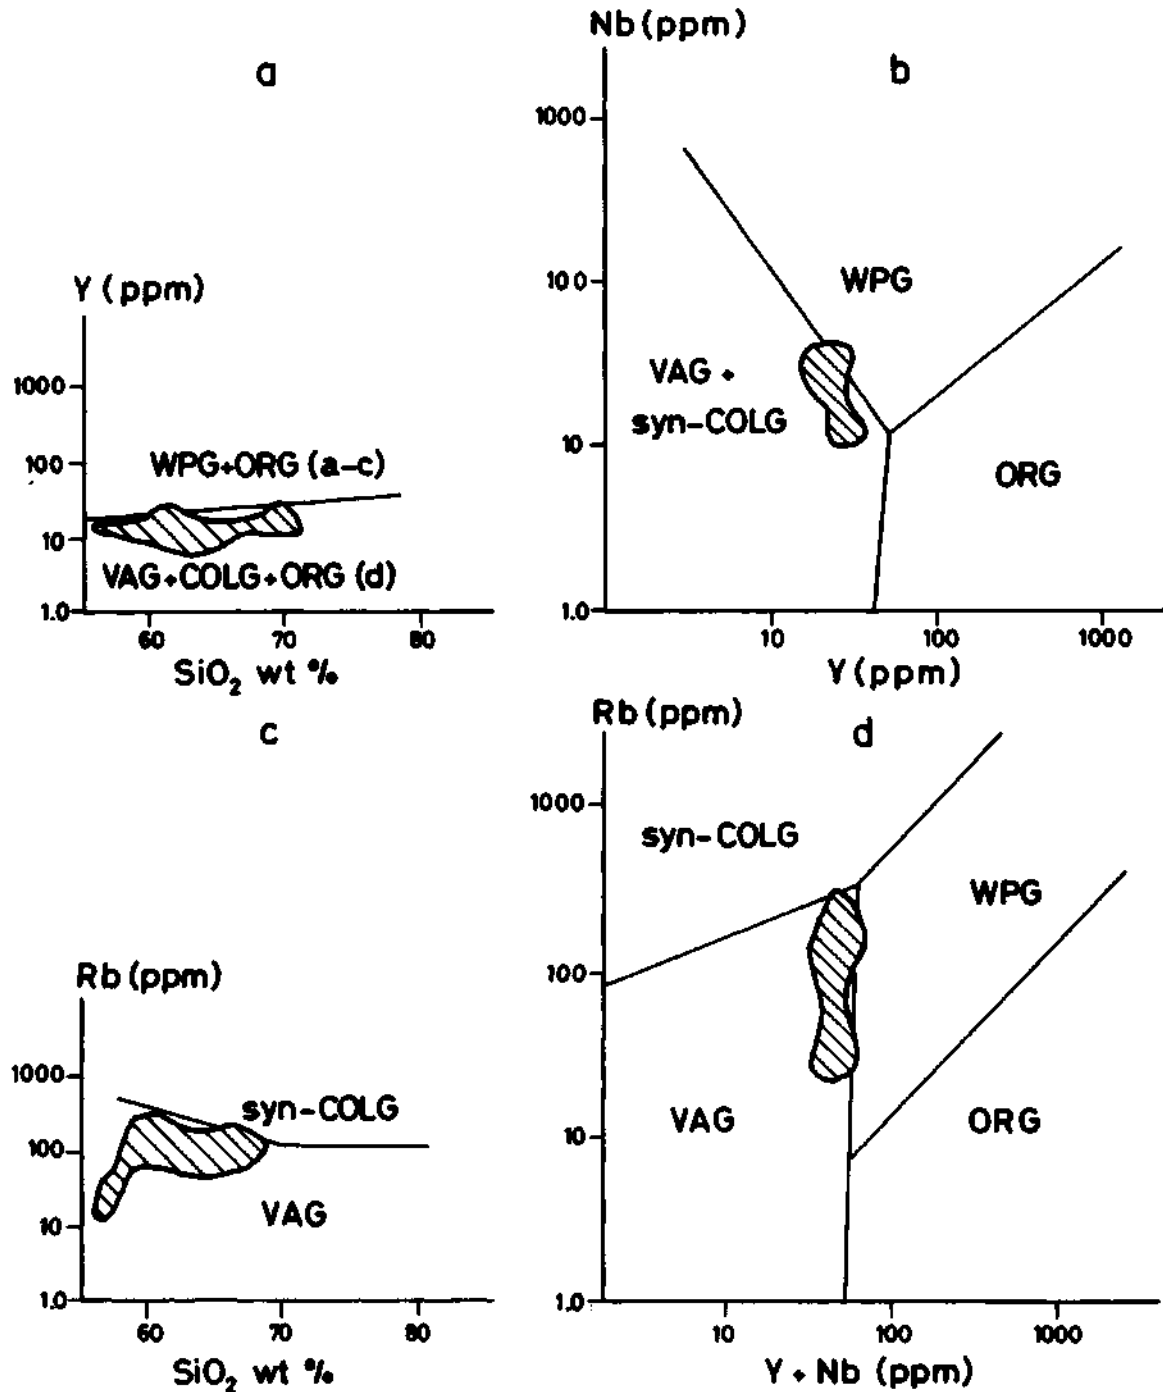 a
Y (ppm)
1000
100
10
1.0
WPG+ORG (a-c)
VAG+COLG+ORG (d)
60
70
80
SiO₂ wt %
Nb (ppm)
b
1000
100
10
1.0
WPG
VAG +
syn-COLG
ORG
10
100
1000
Y (ppm)
c
Rb (ppm)
1000
100
10
1.0
syn-COLG
VAG
60
70
80
SiO₂ wt %
Rb (ppm)
d
1000
100
10
1.0
syn-COLG
WPG
VAG
ORG
10
100
1000
Y + Nb (ppm)